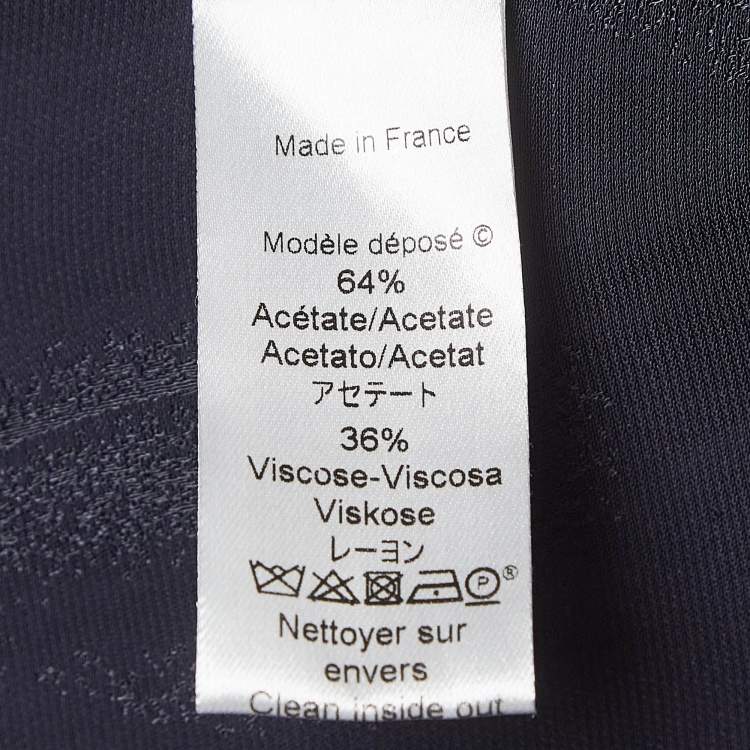 Made in France
Modèle déposé ©
64%
Acétate/Acetate
Acetato/Acetat
アセテート
36%
Viscose-Viscosa
Viskose
レーヨン
P ®
Nettoyer sur
envers
Clean inside out